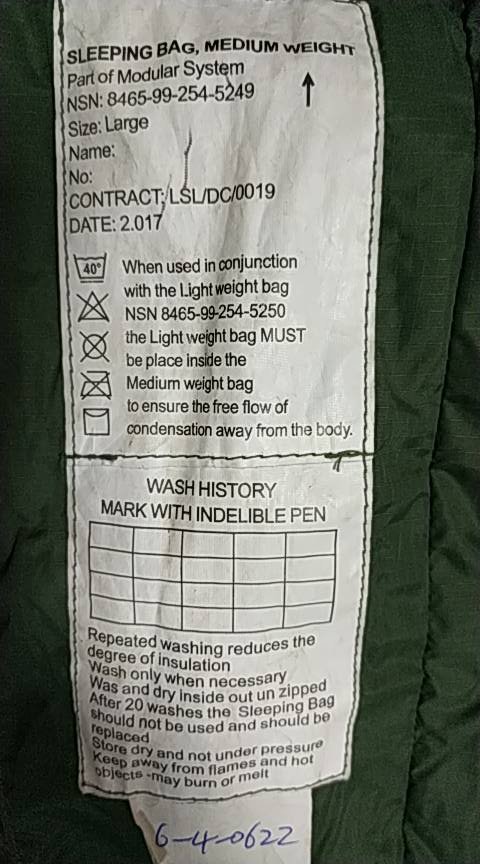 SLEEPING BAG, MEDIUM WEIGHT
Part of Modular System
NSN: 8465-99-254-5249
Size: Large
Name:
No:
CONTRACT; LSL/DC/0019
DATE: 2.017
40°
When used in conjunction
with the Light weight bag
NSN 8465-99-254-5250
the Light weight bag MUST
be place inside the
Medium weight bag
to ensure the free flow of
condensation away from the body.
WASH HISTORY
MARK WITH INDELIBLE PEN
Repeated washing reduces the
degree of insulation
Wash only when necessary
Was and dry inside out un zipped
After 20 washes the Sleeping Bag
should not be used and should be
replaced
Store dry and not under pressure
Keep away from flames and hot
objects -may burn or melt
6-4-0622